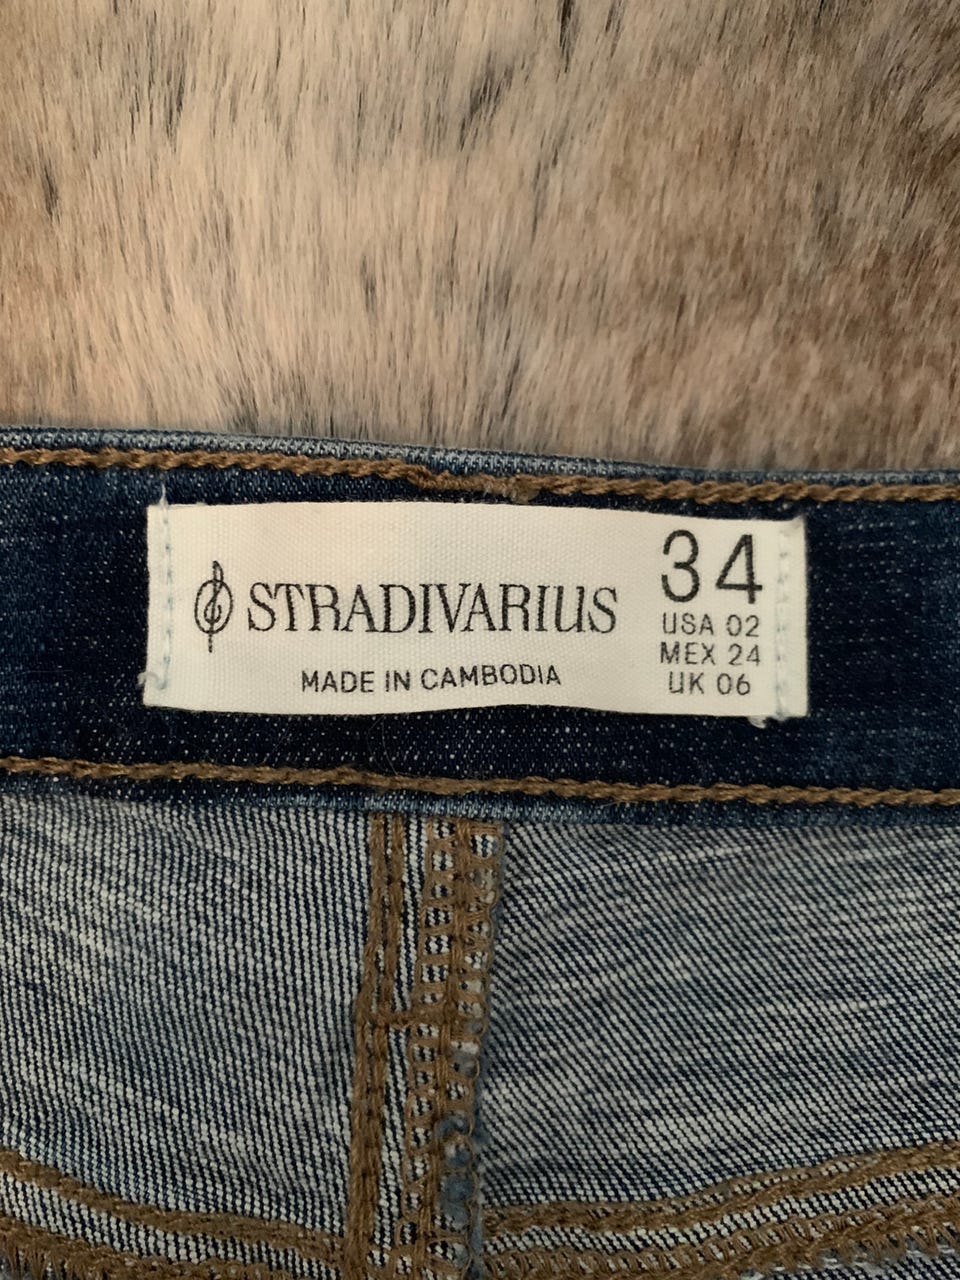 STRADIVARIUS
MADE IN CAMBODIA
34
USA 02
MEX 24
UK 06